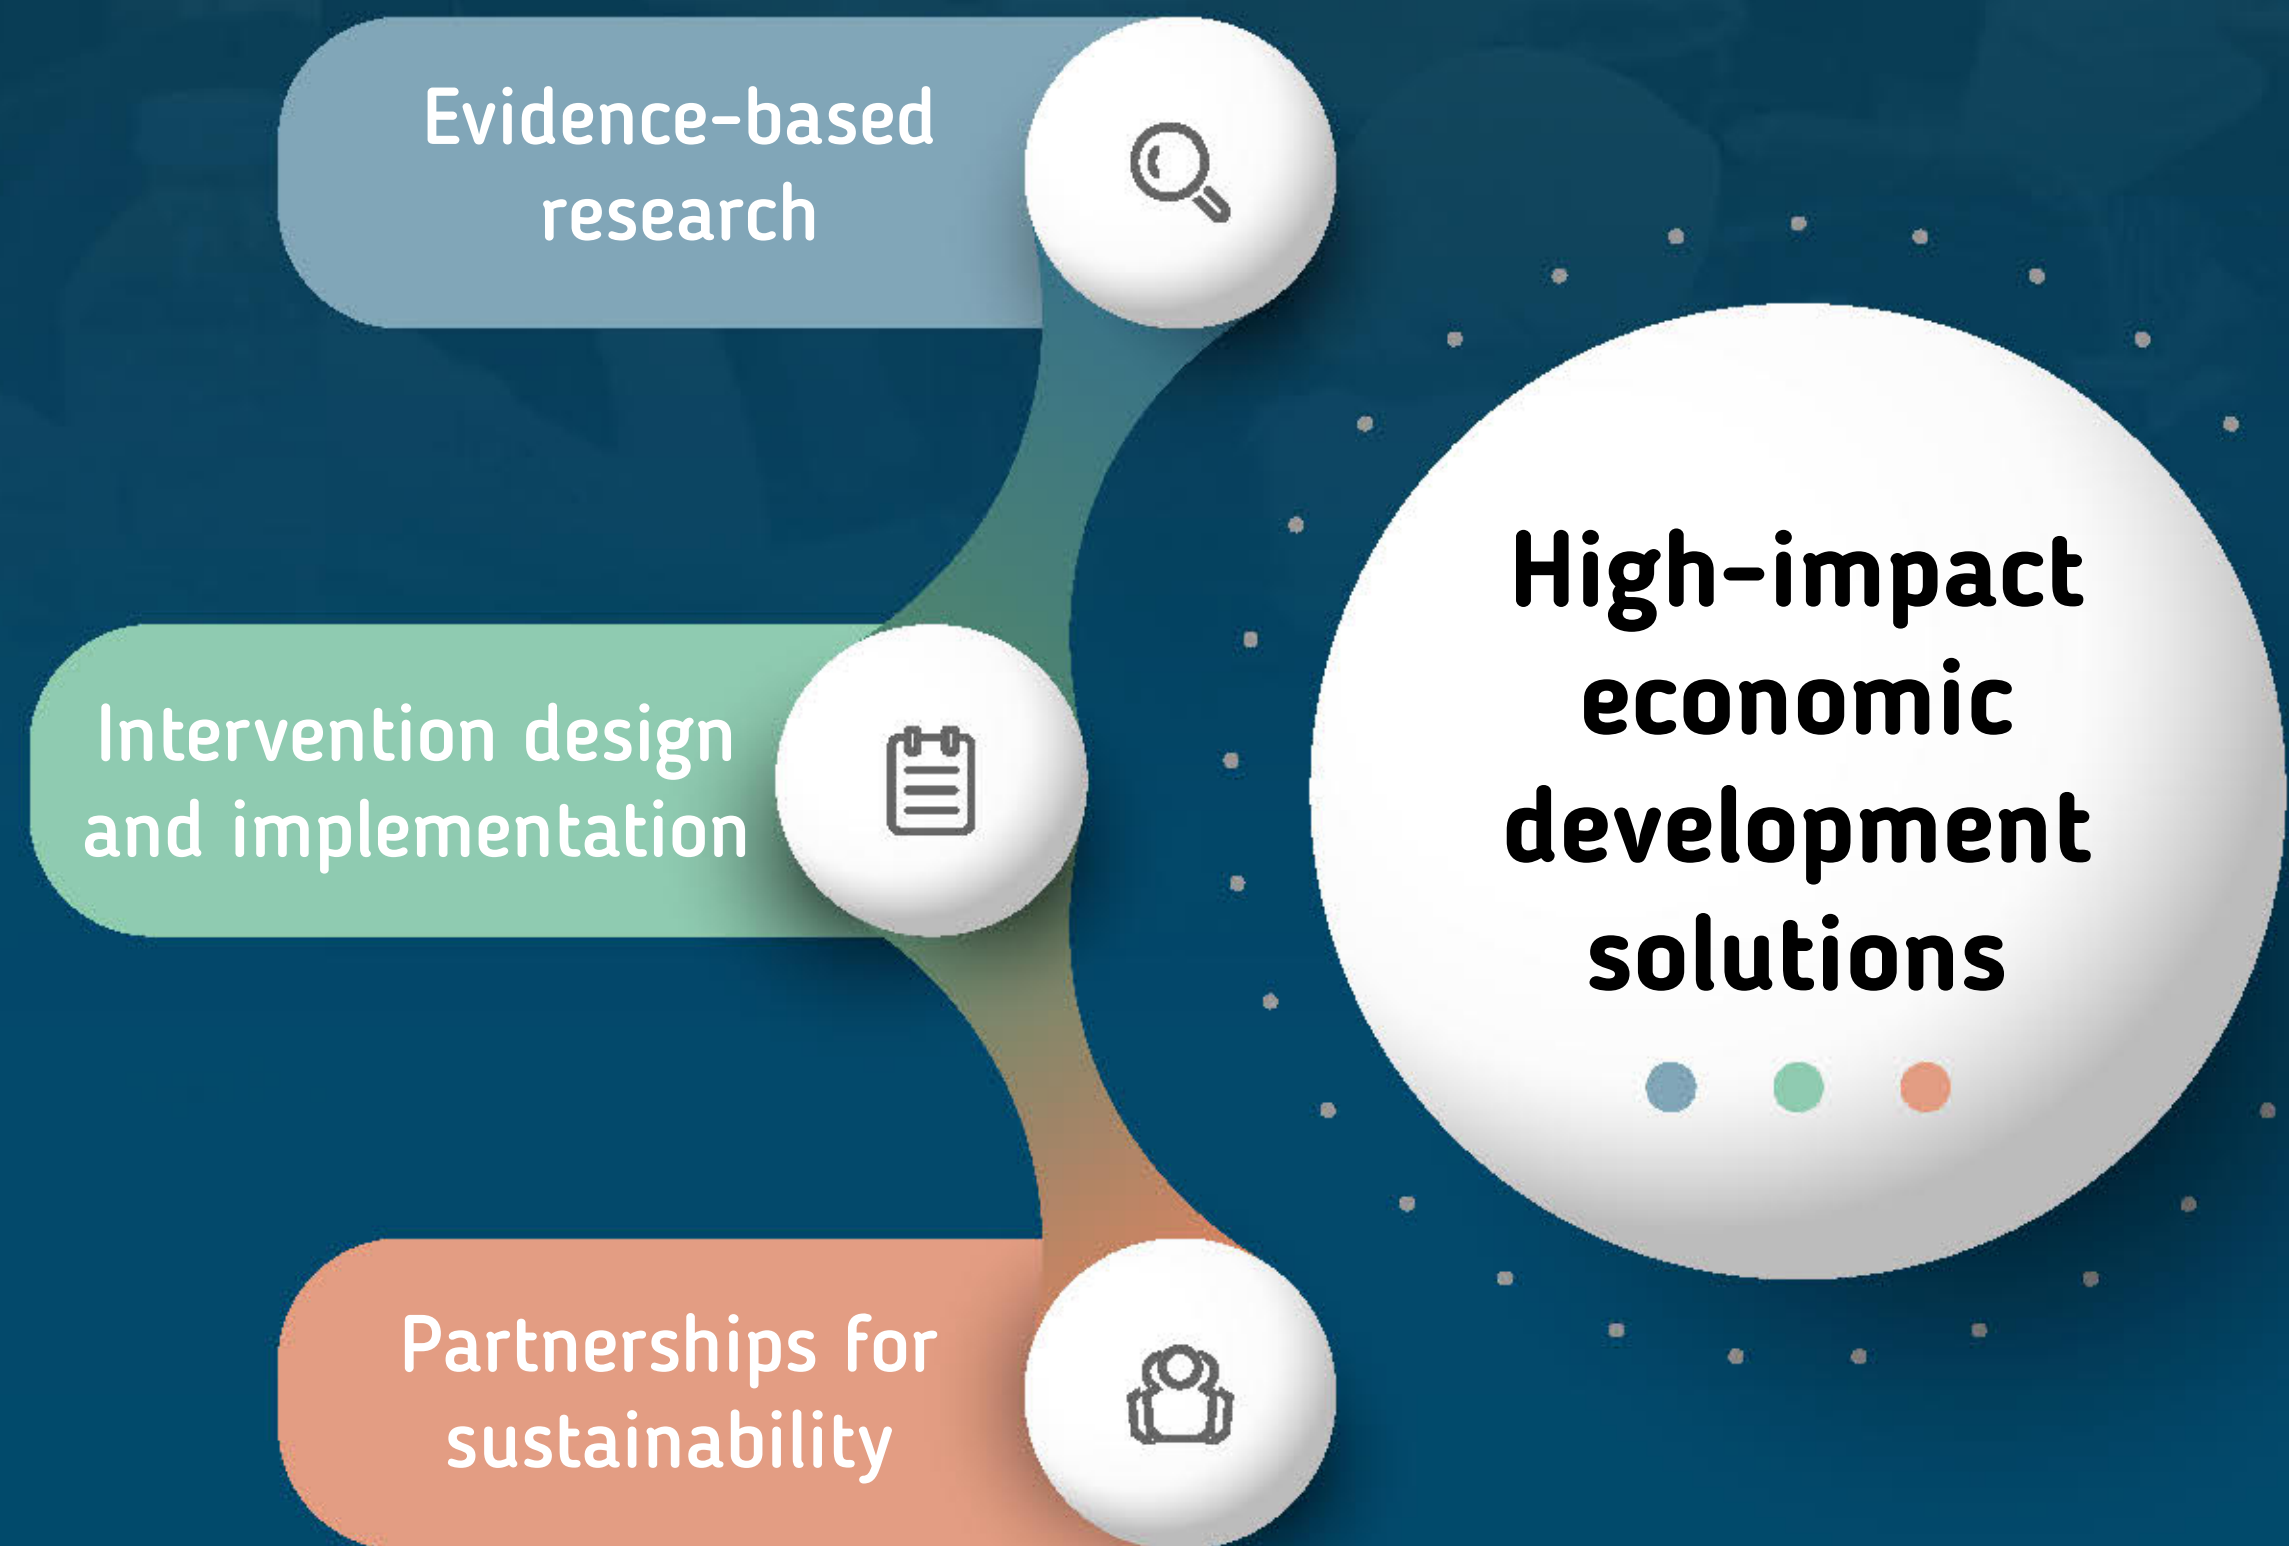 Evidence-based
research
Intervention design
and implementation
Partnerships for
sustainability
High-impact
economic
development
solutions